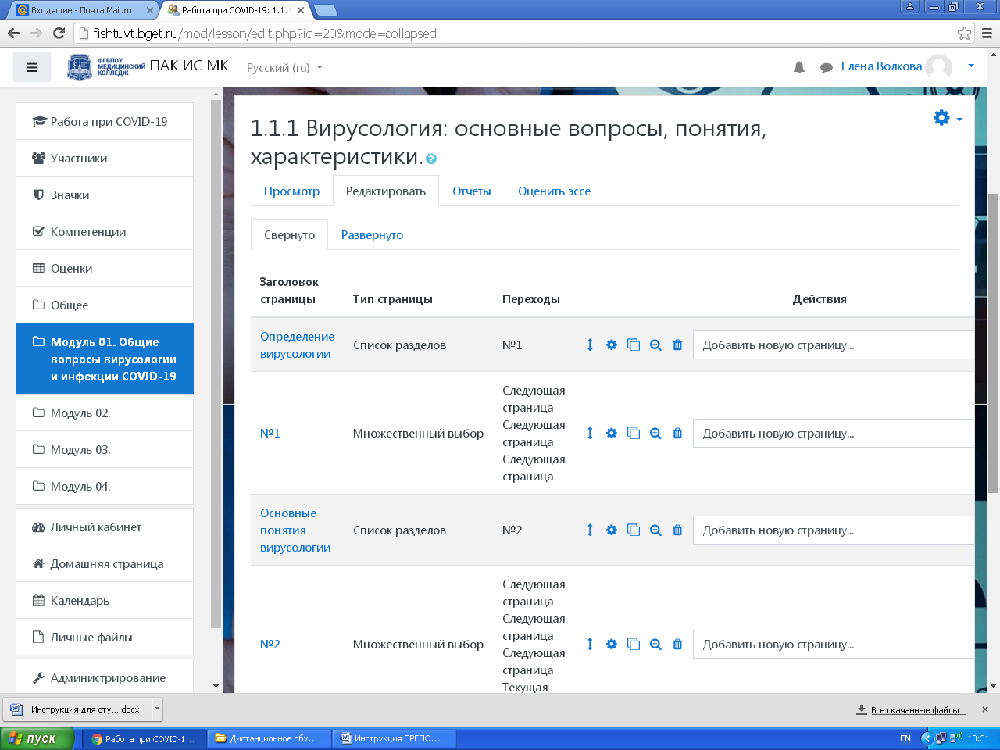 Входящие - Почта Mail.ru
Работа при COVID-19: 1.1.1
fishtuvt.bget.ru/mod/lesson/edit.php?id=20&mode=collapsed
ФГБПОУ
МЕДИЦИНСКИЙ
КОЛЛЕДЖ
ПАК ИС МК
Русский (ru)
Елена Волкова
Работа при COVID-19
Участники
Значки
Компетенции
Оценки
Общее
Модуль 01. Общие
вопросы вирусологии
и инфекции COVID-19
Модуль 02.
Модуль 03.
Модуль 04.
Личный кабинет
Домашняя страница
Календарь
Личные файлы
Администрирование
1.1.1 Вирусология: основные вопросы, понятия,
характеристики.
Просмотр
Редактировать
Отчеты
Оценить эссе
Свернуто
Развернуто
Заголовок
страницы
Тип страницы
Переходы
Действия
Определение
вирусологии
Список разделов
№1
Добавить новую страницу...
№1
Множественный выбор
Следующая
страница
Следующая
страница
Следующая
страница
Добавить новую страницу...
Основные
понятия
вирусологии
Список разделов
№2
Добавить новую страницу...
№2
Множественный выбор
Следующая
страница
Следующая
страница
Следующая
страница
Текущая
Добавить новую страницу...
Инструкция для сту....docx
Все скачанные файлы...
пуск
Работа при COVID-1...
Дистанционное обу...
Инструкция ПРЕПО...
EN
13:31